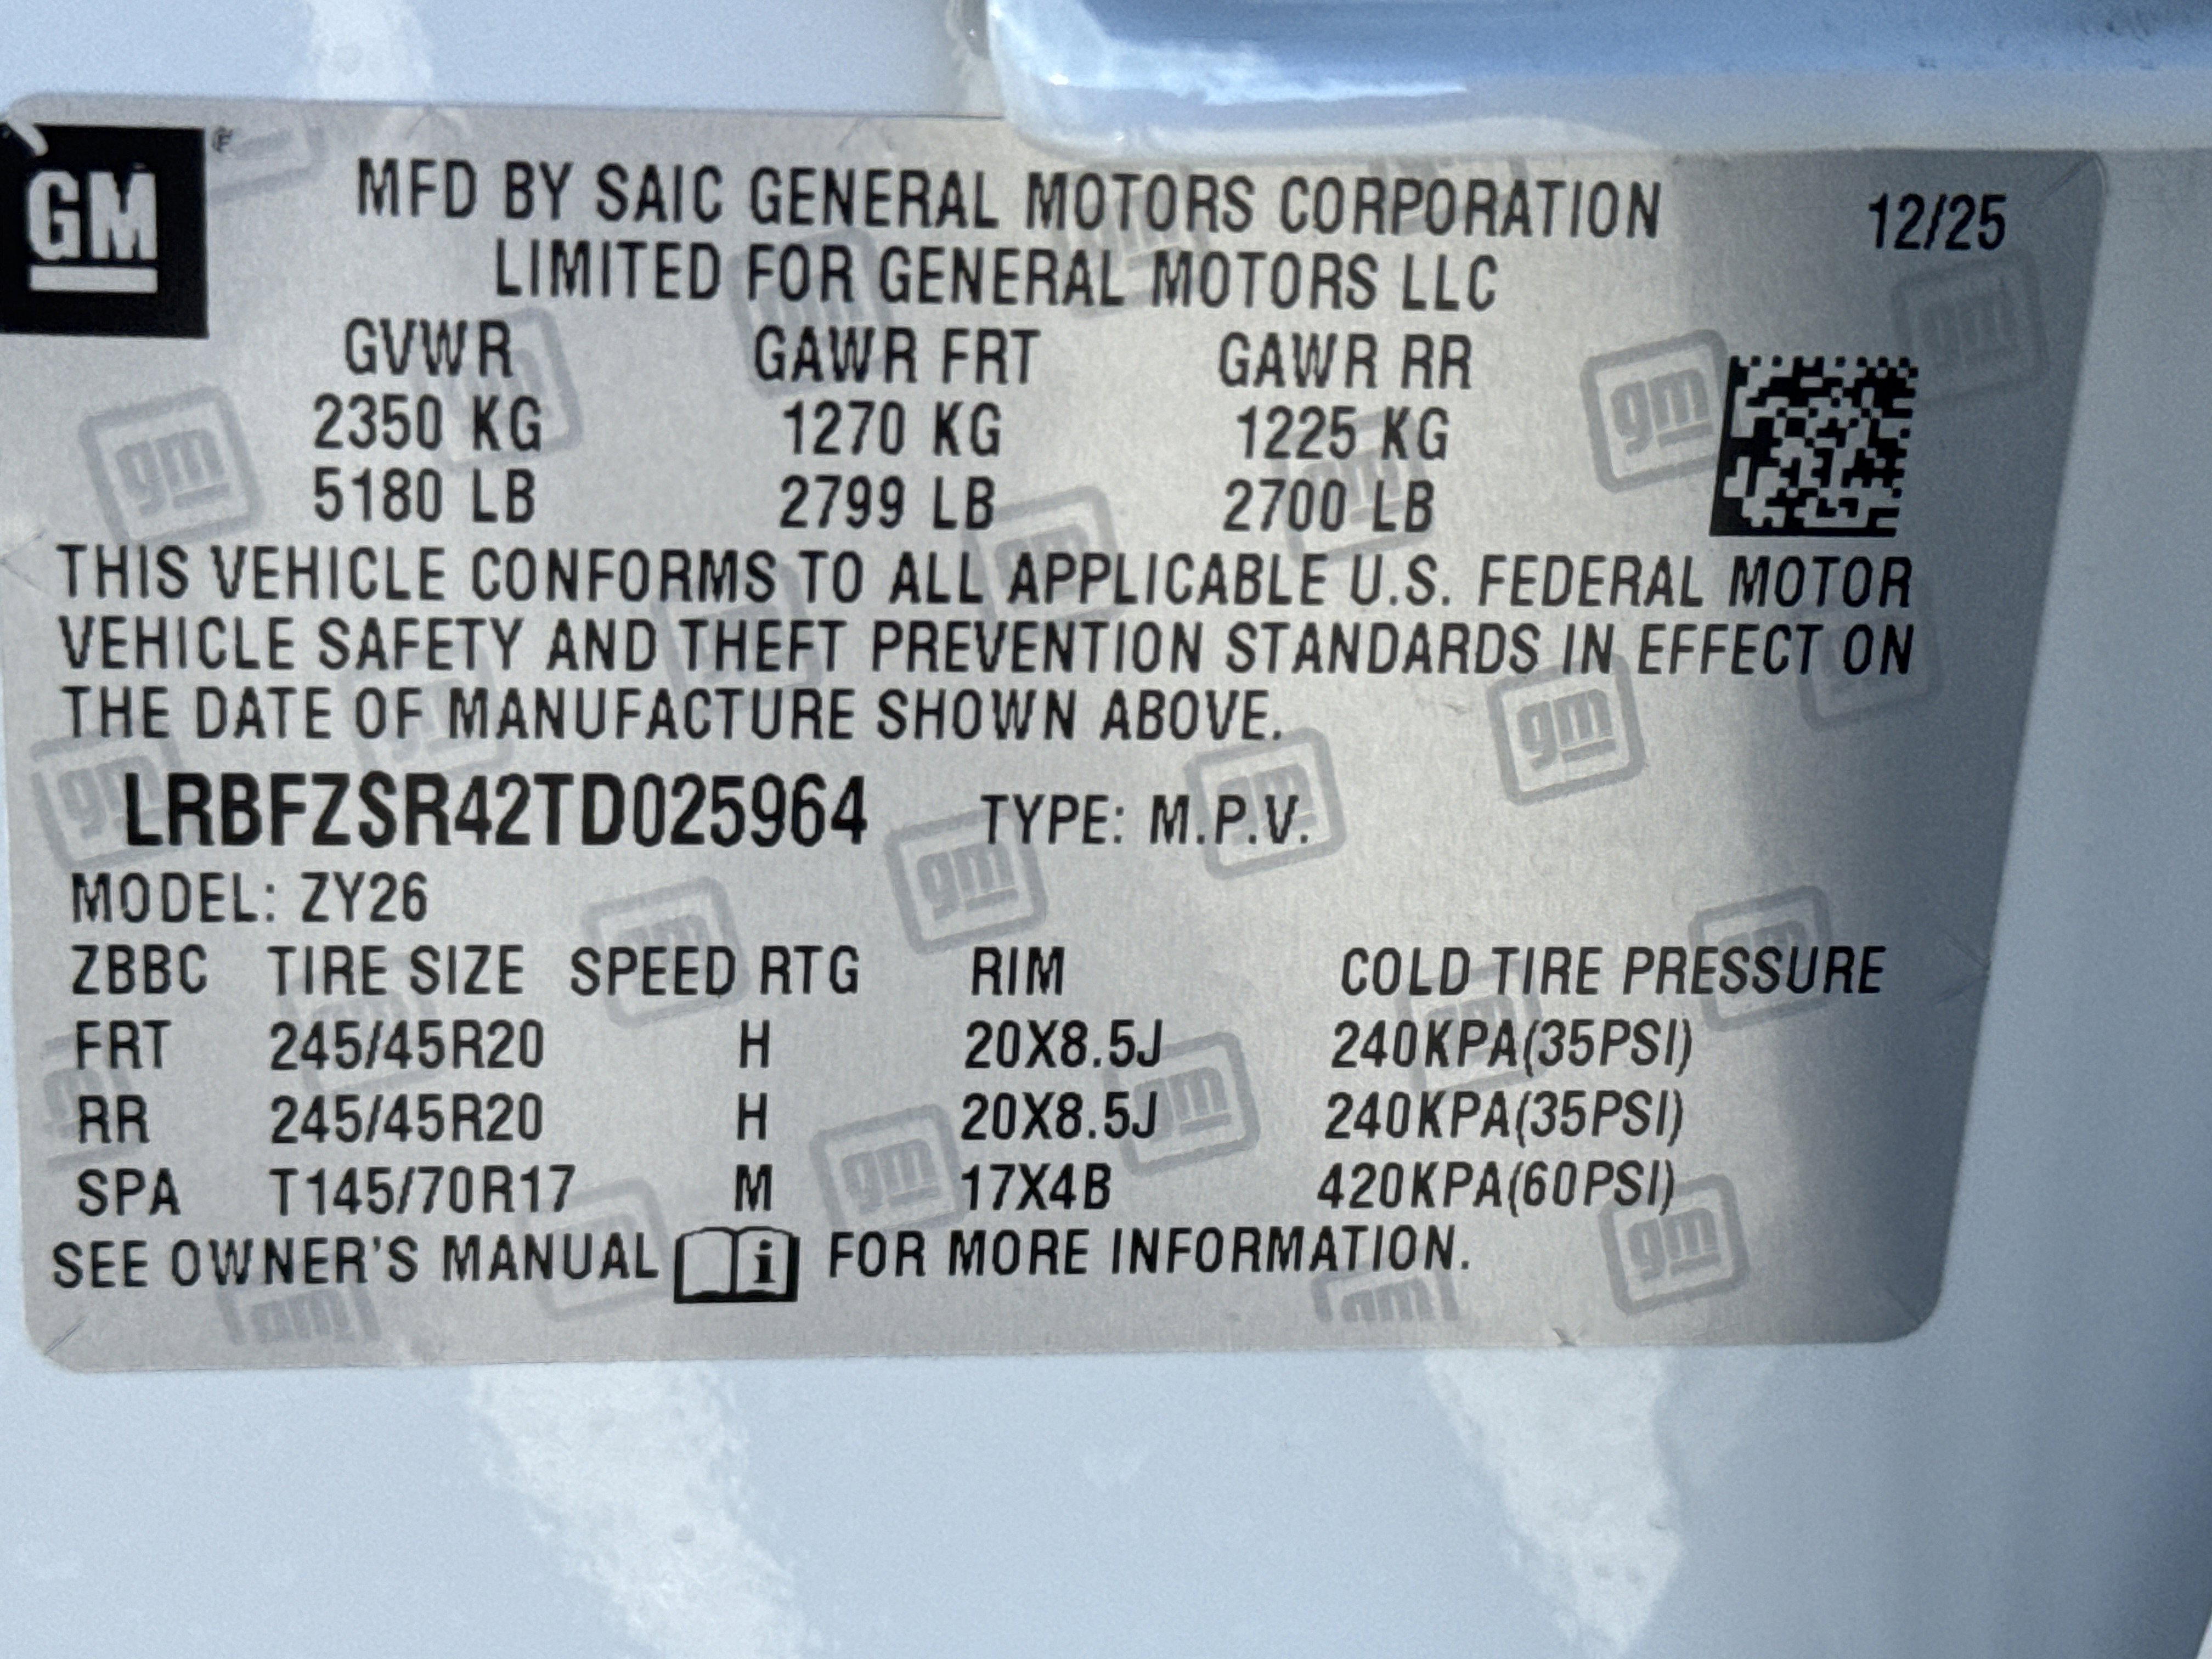 GM
MFD BY SAIC GENERAL MOTORS CORPORATION 12/25
LIMITED FOR GENERAL MOTORS LLC
GVWR GAWR FRT GAWR RR
2350 KG 1270 KG 1225 KG
5180 LB 2799 LB 2700 LB
THIS VEHICLE CONFORMS TO ALL APPLICABLE U.S. FEDERAL MOTOR
VEHICLE SAFETY AND THEFT PREVENTION STANDARDS IN EFFECT ON
THE DATE OF MANUFACTURE SHOWN ABOVE.
LRBFZSR42TD025964 TYPE: M.P.V.
MODEL: ZY26
ZBBC TIRE SIZE SPEED RTG RIM COLD TIRE PRESSURE
FRT 245/45R20 H 20X8.5J 240KPA(35PSI)
RR 245/45R20 H 20X8.5J 240KPA(35PSI)
SPA T145/70R17 M 17X4B 420KPA(60PSI)
SEE OWNER'S MANUAL i FOR MORE INFORMATION.